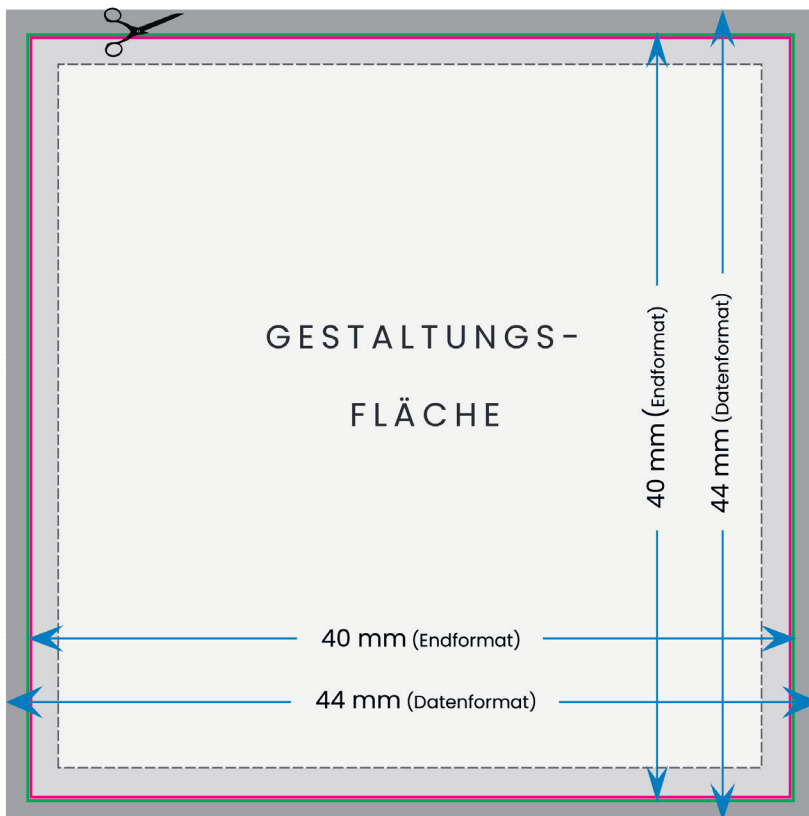 GESTALTUNGS-
FLÄCHE
40 mm (Endformat)
44 mm (Datenformat)
40 mm (Endformat)
44 mm (Datenformat)